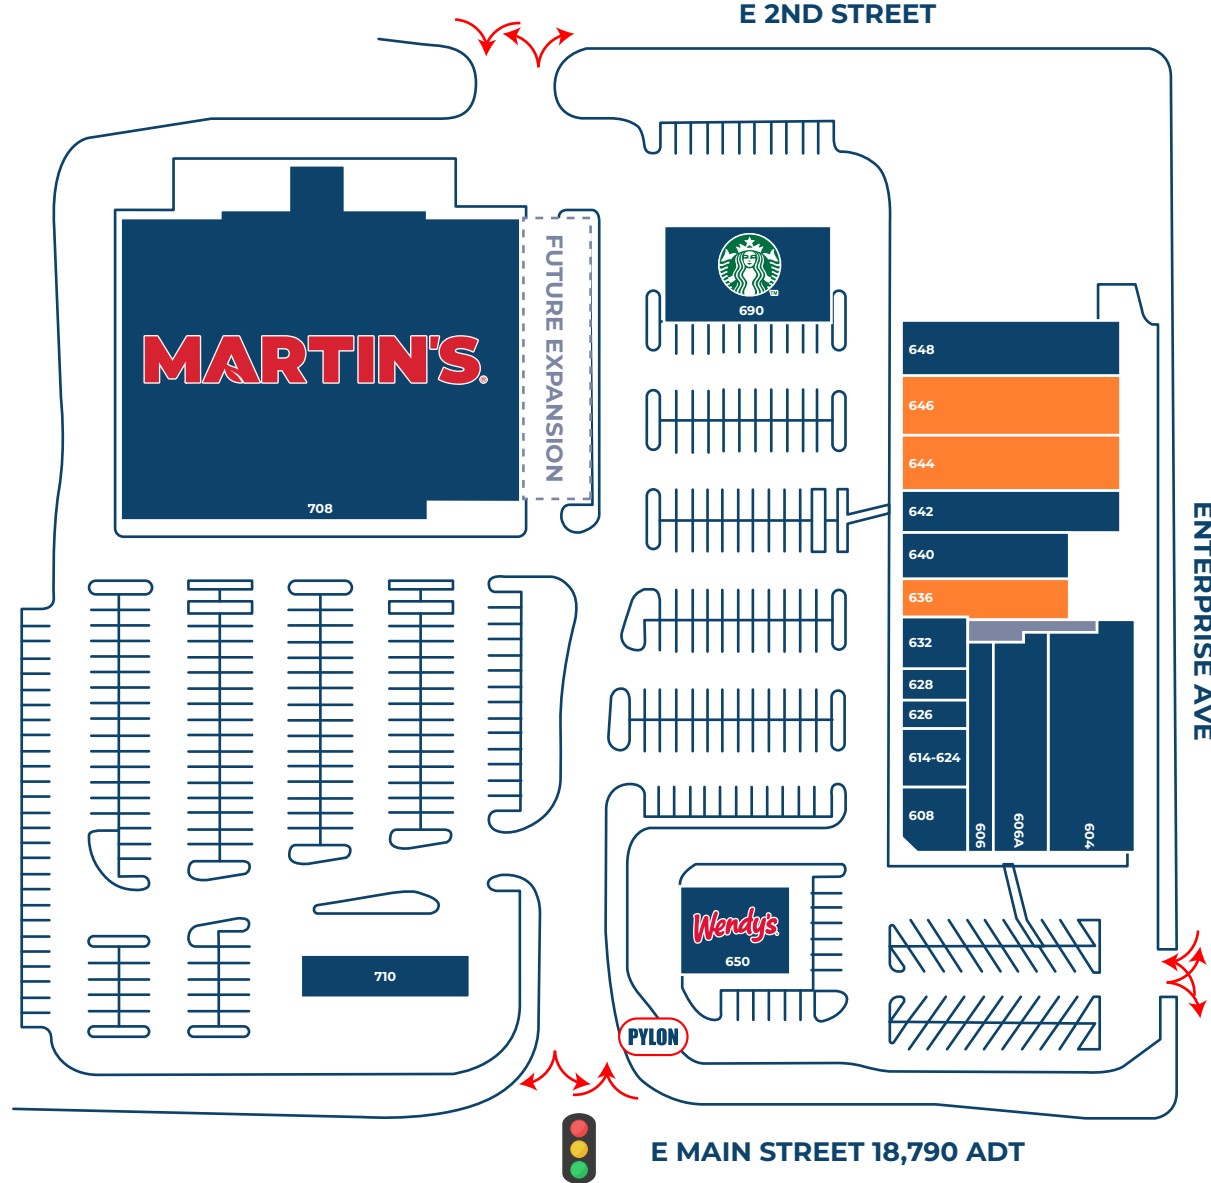 E 2ND STREET
MARTIN'S®
708
FUTURE EXPANSION
TM
690
648
646
644
642
640
636
632
628
626
614-624
608
606
606A
604
ENTERPRISE AVE
Wendy's
650
710
PYLON
E MAIN STREET 18,790 ADT